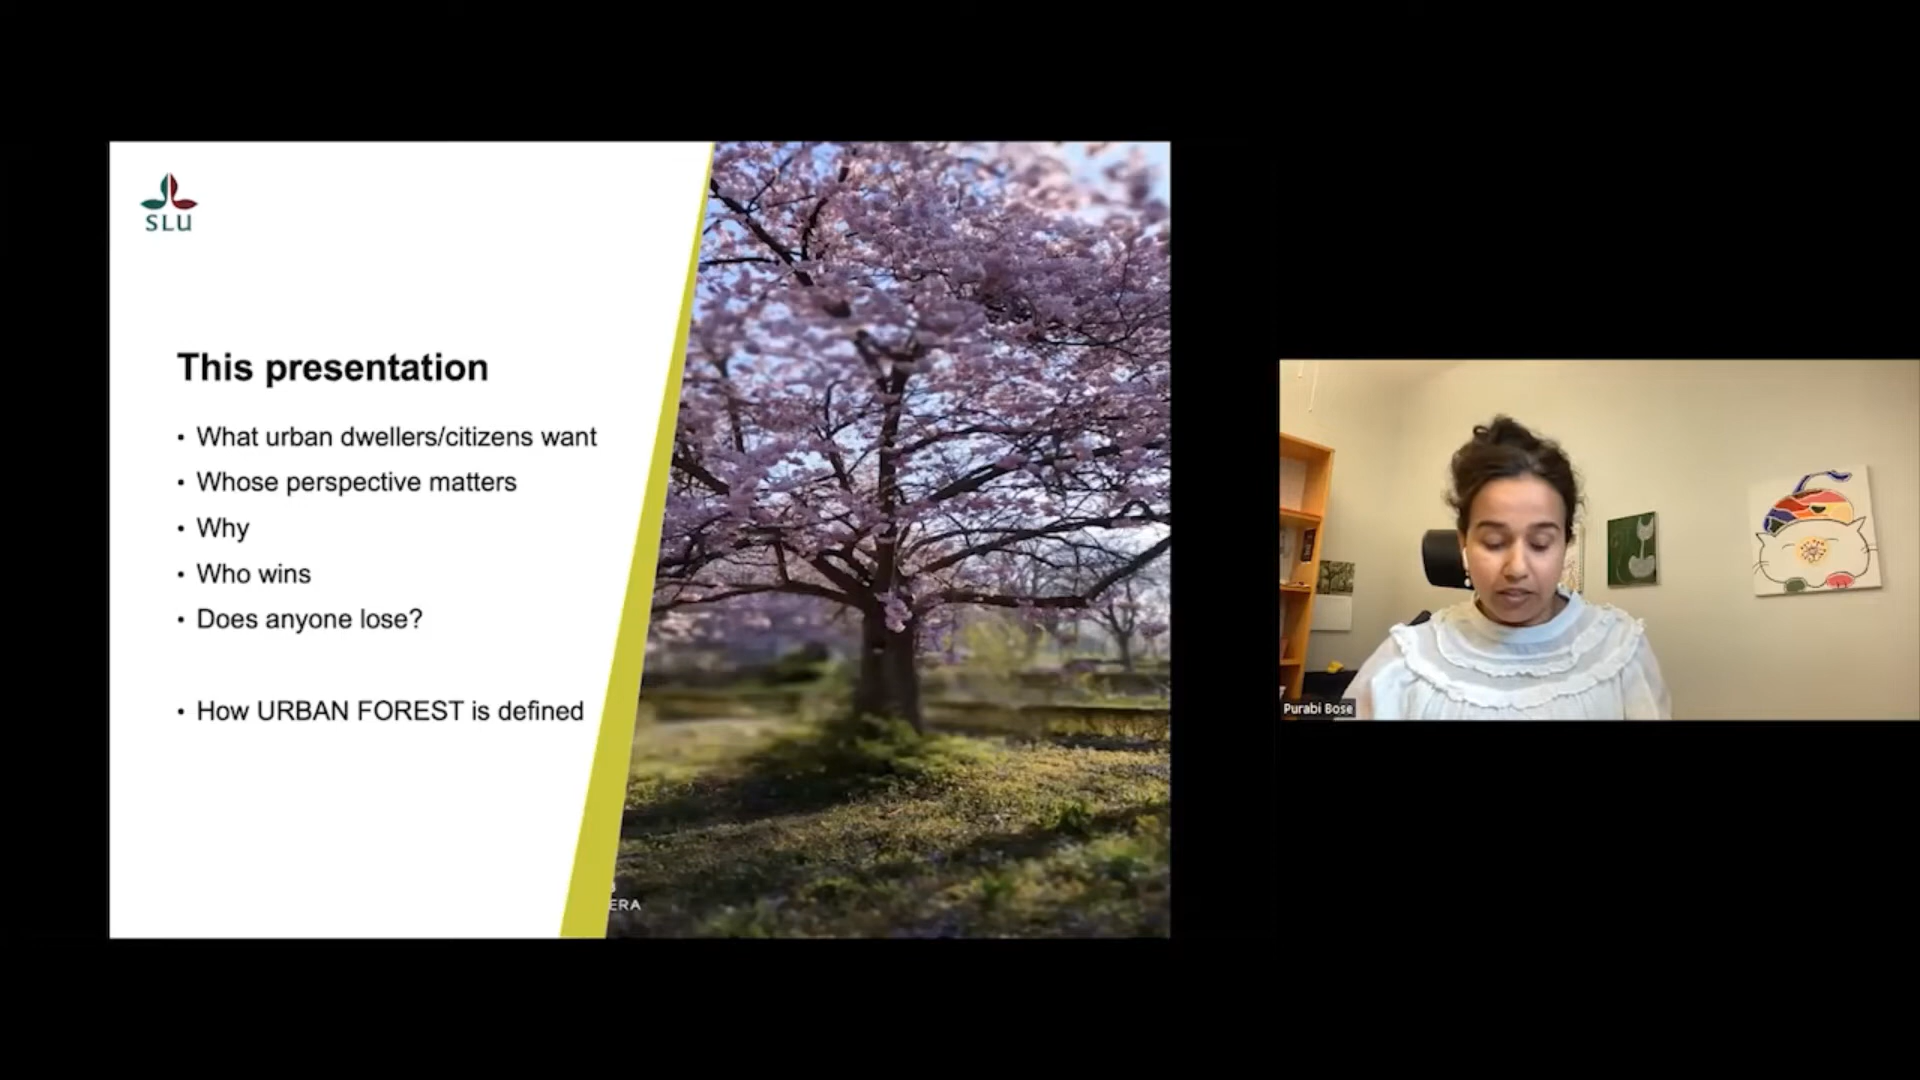 SLU
This presentation
• What urban dwellers/citizens want
• Whose perspective matters
• Why
• Who wins
• Does anyone lose?
• How URBAN FOREST is defined
ERA
Purabi Bose